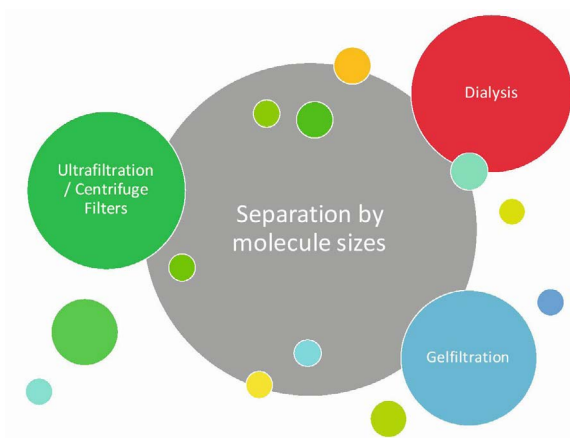 Dialysis
Ultrafiltration
/ Centrifuge
Filters
Separation by
molecule sizes
Gelfiltration